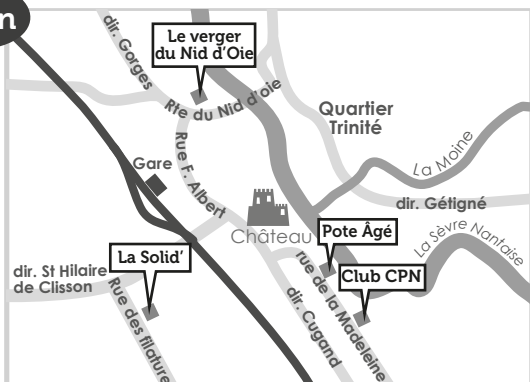 n
dir. Gorges
Le verger
du Nid d'Oie
Rte du Nid d'oie
Quartier
Trinité
La Moine
Gare
Rue F. Albert
dir. Gétigné
Château
Pote Âgé
La Sèvre Nantaise
La Solid'
Club CPN
dir. St Hilaire
de Clisson
Rue des filature
dir. Cugand
rue de la Madeleine